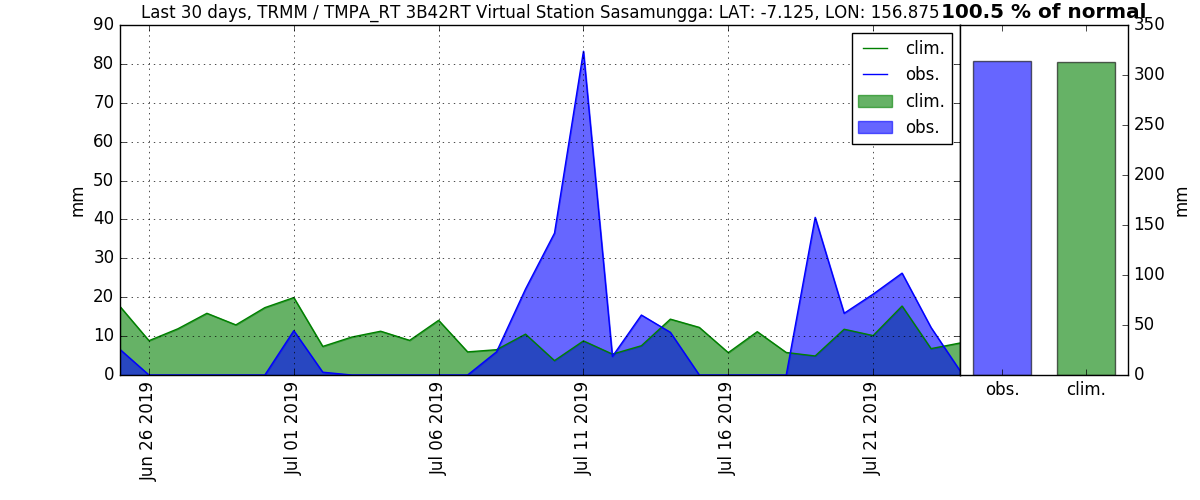 Last 30 days, TRMM / TMPA_RT 3B42RT Virtual Station Sasamungga: LAT: -7.125, LON: 156.875
100.5 % of normal
90
80
70
60
50
40
30
20
10
0
mm
clim.
obs.
clim.
obs.
350
300
250
200
150
100
50
0
mm
Jun 26 2019
Jul 01 2019
Jul 06 2019
Jul 11 2019
Jul 16 2019
Jul 21 2019
obs.
clim.